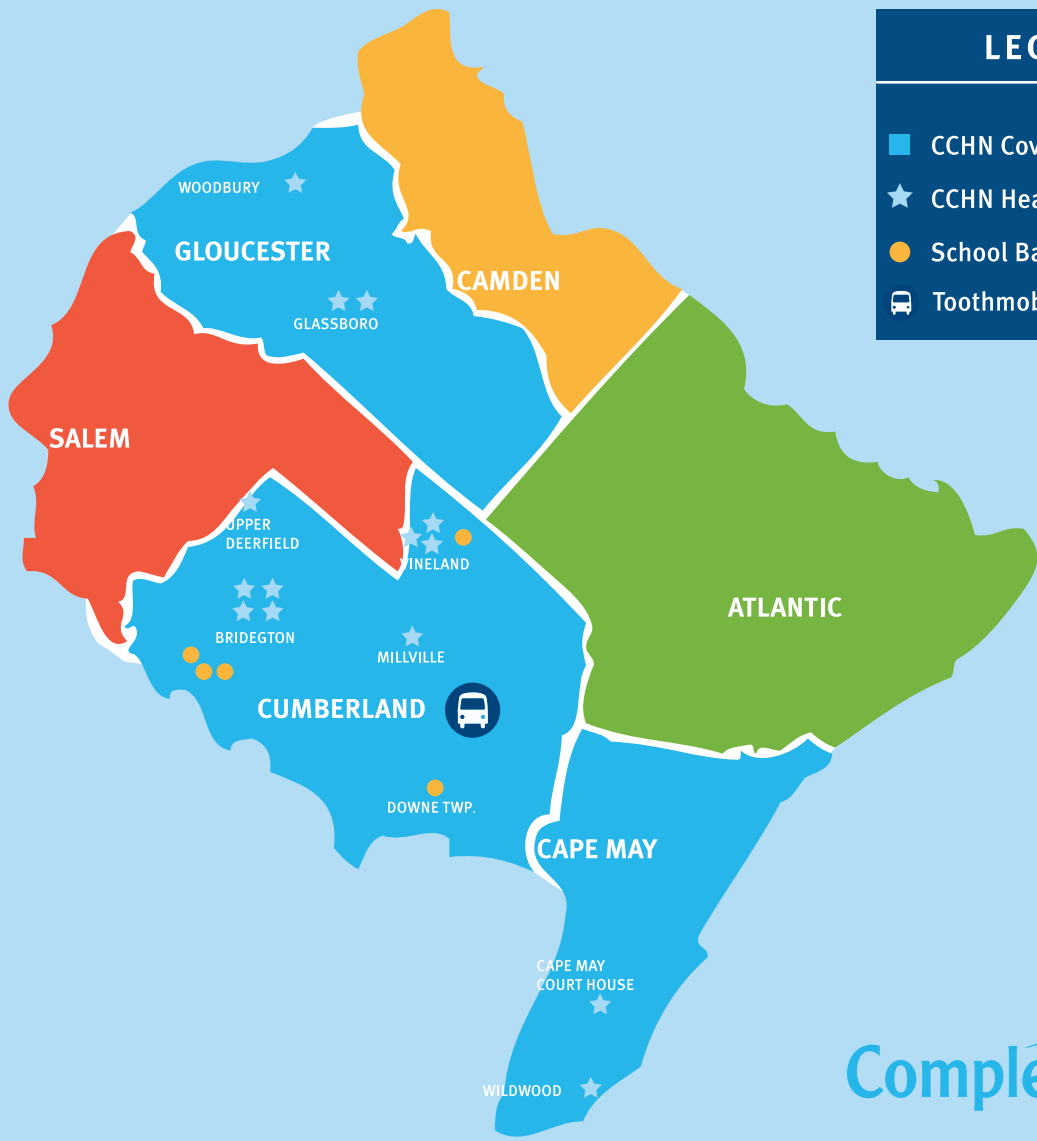 LEG
CCHN Cov
CCHN Hea
School Ba
Toothmob
WOODBURY
GLOUCESTER
CAMDEN
GLASSBORO
SALEM
UPPER
DEERFIELD
VINELAND
ATLANTIC
BRIDEGTON
MILLVILLE
CUMBERLAND
DOWNE TWP.
CAPE MAY
CAPE MAY
COURT HOUSE
WILDWOOD
Comple